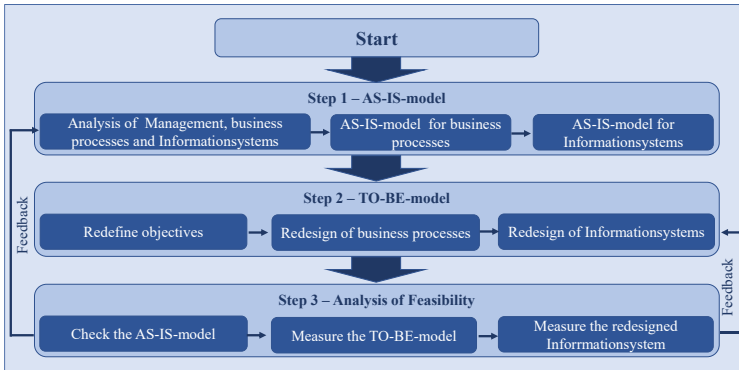 Start
Step 1 – AS-IS-model
Analysis of Management, business
processes and Informationsystems
AS-IS-model for business
processes
AS-IS-model for
Informationsystems
Step 2 – TO-BE-model
Redefine objectives
Redesign of business processes
Redesign of Informationsystems
Feedback
Feedback
Step 3 – Analysis of Feasibility
Check the AS-IS-model
Measure the TO-BE-model
Measure the redesigned
Inforrmationsystem